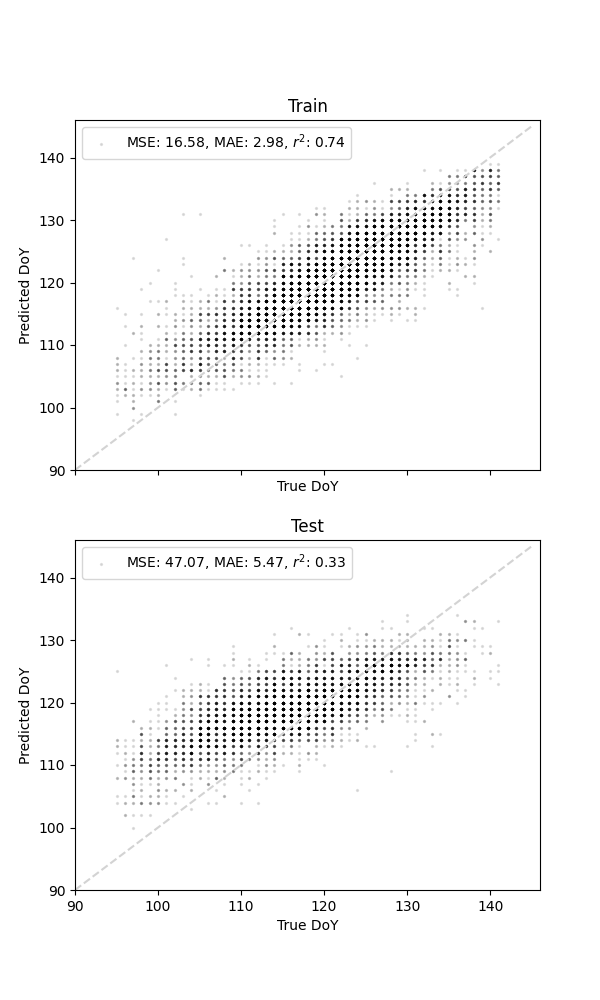 Train
MSE: 16.58, MAE: 2.98, r²: 0.74
140
130
120
110
100
90
Predicted DoY
True DoY
Test
MSE: 47.07, MAE: 5.47, r²: 0.33
140
130
120
110
100
90
Predicted DoY
90 100 110 120 130 140
True DoY